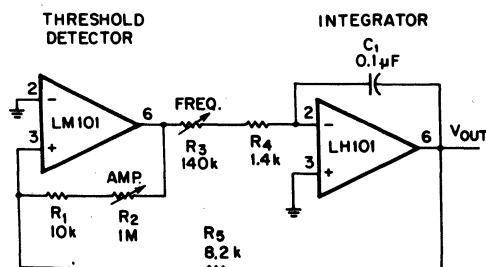 THRESHOLD
DETECTOR
INTEGRATOR
C1
0.1µF
2
-
LM101
3
+
6
FREQ.
R3
140k
R4
1.4k
2
-
LH101
3
+
6
VOUT
AMP.
R1
10k
R2
1M
R5
8.2k